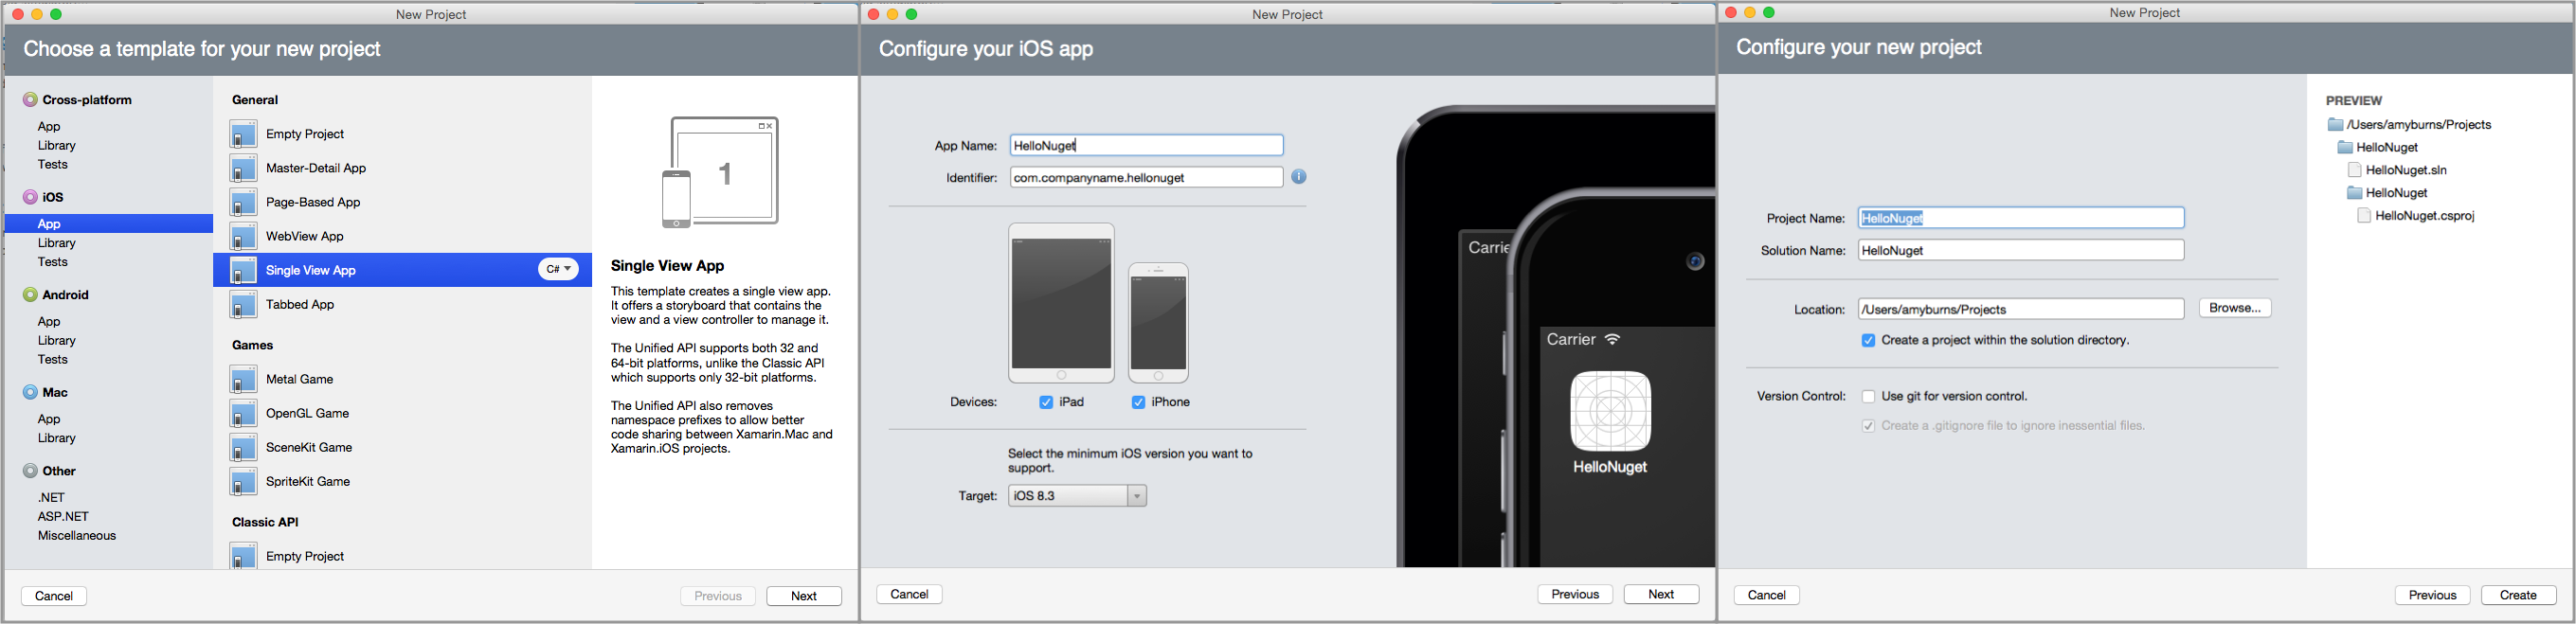 New Project
Choose a template for your new project
Cross-platform
App
Library
Tests
iOS
App
Library
Tests
Android
App
Library
Tests
Mac
App
Library
Other
.NET
ASP.NET
Miscellaneous
General
Empty Project
Master-Detail App
Page-Based App
WebView App
Single View App
C#
Tabbed App
Games
Metal Game
OpenGL Game
SceneKit Game
SpriteKit Game
Classic API
Empty Project
1
Single View App
This template creates a single view app.
It offers a storyboard that contains the
view and a view controller to manage it.
The Unified API supports both 32 and
64-bit platforms, unlike the Classic API
which supports only 32-bit platforms.
The Unified API also removes
namespace prefixes to allow better
code sharing between Xamarin.Mac and
Xamarin.iOS projects.
Cancel
Previous
Next
New Project
Configure your iOS app
App Name: HelloNuget
Identifier: com.companyname.hellonuget
i
Devices: iPad iPhone
Select the minimum iOS version you want to
support.
Target: iOS 8.3
Carrie
Carrier
HelloNuget
Cancel
Previous
Next
New Project
Configure your new project
Project Name: HelloNuget
Solution Name: HelloNuget
Location: /Users/amyburns/Projects
Browse...
Create a project within the solution directory.
Version Control: Use git for version control.
Create a .gitignore file to ignore inessential files.
PREVIEW
/Users/amyburns/Projects
HelloNuget
HelloNuget.sln
HelloNuget
HelloNuget.csproj
Cancel
Previous
Create